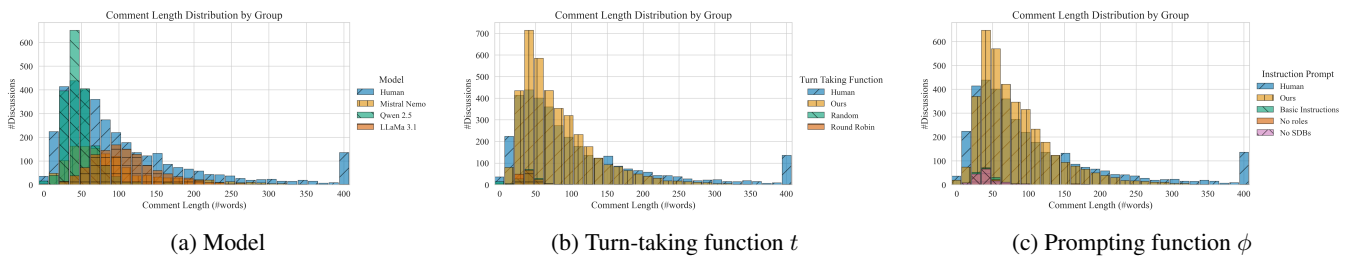 Comment Length Distribution by Group
#Discussions
600
500
400
300
200
100
0
0 50 100 150 200 250 300 350 400
Comment Length (#words)
Model
Human
Mistral Nemo
Qwen 2.5
LLaMa 3.1
(a) Model
Comment Length Distribution by Group
#Discussions
700
600
500
400
300
200
100
0
0 50 100 150 200 250 300 350 400
Comment Length (#words)
Turn Taking Function
Human
Ours
Random
Round Robin
(b) Turn-taking function t
Comment Length Distribution by Group
#Discussions
600
500
400
300
200
100
0
0 50 100 150 200 250 300 350 400
Comment Length (#words)
Instruction Prompt
Human
Ours
Basic Instructions
No roles
No SDBs
(c) Prompting function ϕ